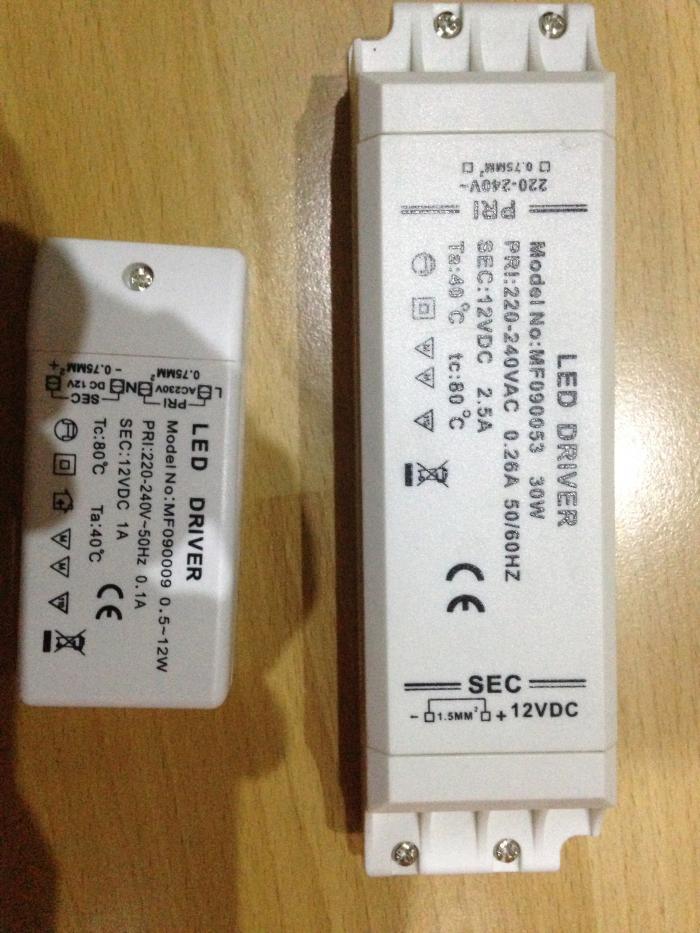 LED DRIVER
Model No:MF090009 0.5~12W
PRI:220-240V~50Hz 0.1A
SEC:12VDC 1A
Tc:80℃ Ta:40℃
CE
PRI
L AC230V N
0.75MM²
SEC
DC 12V
- 0.75MM² +
220-240V~
0.75MM²
PRI
LED DRIVER
Model No:MF090053 30W
PRI:220-240VAC 0.26A 50/60HZ
SEC:12VDC 2.5A
Ta:40℃ tc:80℃
CE
SEC
- 1.5MM² + 12VDC